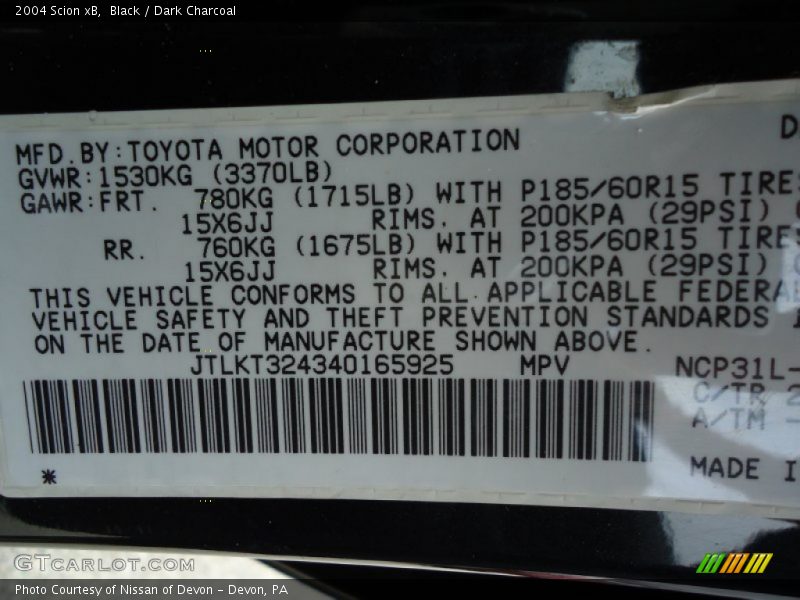 2004 Scion xB, Black / Dark Charcoal
MFD.BY:TOYOTA MOTOR CORPORATION D
GVWR:1530KG (3370LB)
GAWR:FRT. 780KG (1715LB) WITH P185/60R15 TIRES
15X6JJ RIMS. AT 200KPA (29PSI)
RR. 760KG (1675LB) WITH P185/60R15 TIRES
15X6JJ RIMS. AT 200KPA (29PSI)
THIS VEHICLE CONFORMS TO ALL APPLICABLE FEDERA
VEHICLE SAFETY AND THEFT PREVENTION STANDARDS
ON THE DATE OF MANUFACTURE SHOWN ABOVE.
JTLKT324340165925 MPV NCP31L-
C/TR 2
A/TM -
MADE I
*
GTCARLOT.COM
Photo Courtesy of Nissan of Devon - Devon, PA